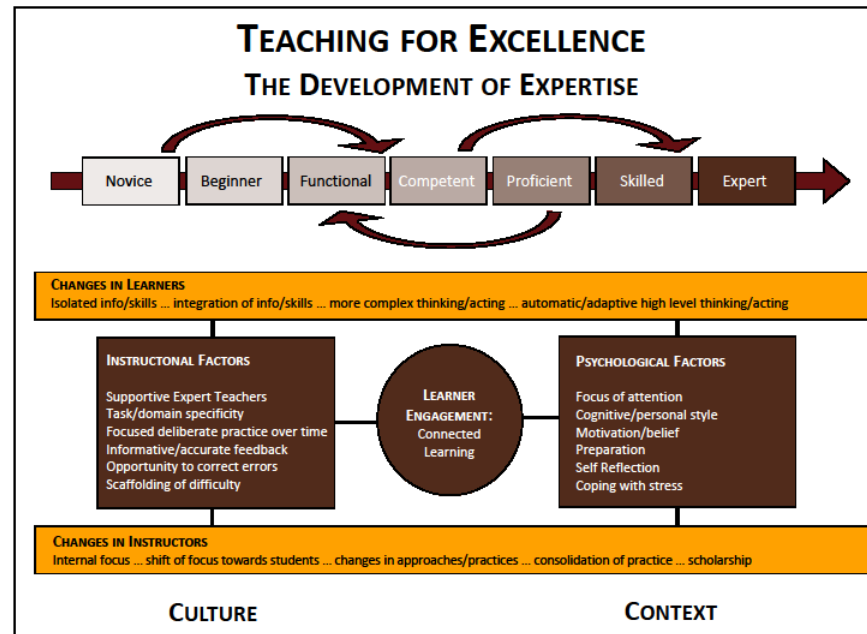 TEACHING FOR EXCELLENCE
THE DEVELOPMENT OF EXPERTISE
Novice
Beginner
Functional
Competent
Proficient
Skilled
Expert
CHANGES IN LEARNERS
Isolated info/skills ... integration of info/skills ... more complex thinking/acting ... automatic/adaptive high level thinking/acting
INSTRUCTONAL FACTORS
Supportive Expert Teachers
Task/domain specificity
Focused deliberate practice over time
Informative/accurate feedback
Opportunity to correct errors
Scaffolding of difficulty
LEARNER
ENGAGEMENT:
Connected
Learning
PSYCHOLOGICAL FACTORS
Focus of attention
Cognitive/personal style
Motivation/belief
Preparation
Self Reflection
Coping with stress
CHANGES IN INSTRUCTORS
Internal focus ... shift of focus towards students ... changes in approaches/practices ... consolidation of practice ... scholarship
CULTURE
CONTEXT